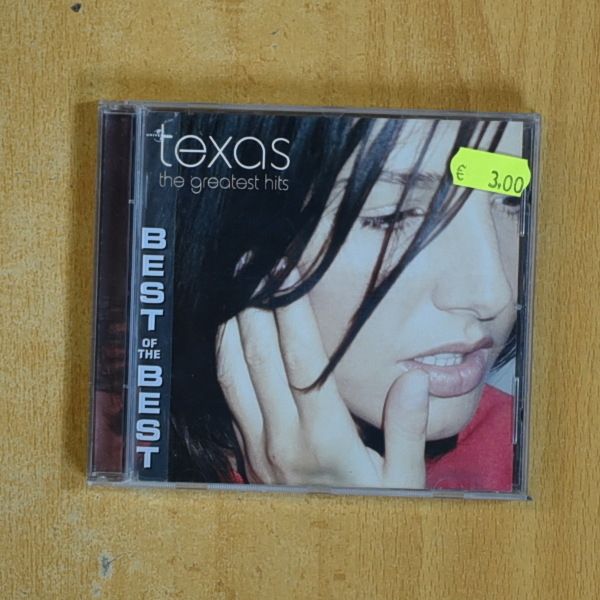 texas
the greatest hits
€ 3,00
BEST
OF
THE
BEST